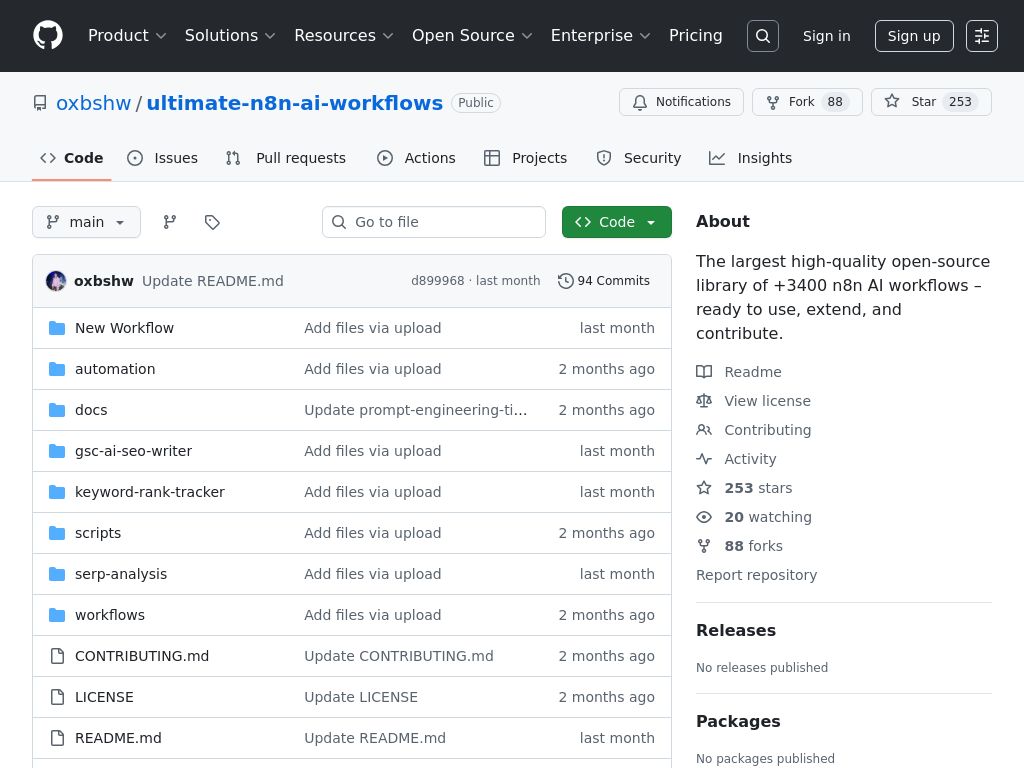 Product Solutions Resources Open Source Enterprise Pricing Sign in Sign up
oxbshw / ultimate-n8n-ai-workflows Public Notifications Fork 88 Star 253
Code Issues Pull requests Actions Projects Security Insights
main Go to file Code
oxbshw Update README.md d899968 · last month 94 Commits
New Workflow Add files via upload last month
automation Add files via upload 2 months ago
docs Update prompt-engineering-ti... 2 months ago
gsc-ai-seo-writer Add files via upload last month
keyword-rank-tracker Add files via upload last month
scripts Add files via upload 2 months ago
serp-analysis Add files via upload last month
workflows Add files via upload 2 months ago
CONTRIBUTING.md Update CONTRIBUTING.md 2 months ago
LICENSE Update LICENSE 2 months ago
README.md Update README.md last month
About
The largest high-quality open-source
library of +3400 n8n AI workflows –
ready to use, extend, and
contribute.
Readme
View license
Contributing
Activity
253 stars
20 watching
88 forks
Report repository
Releases
No releases published
Packages
No packages published